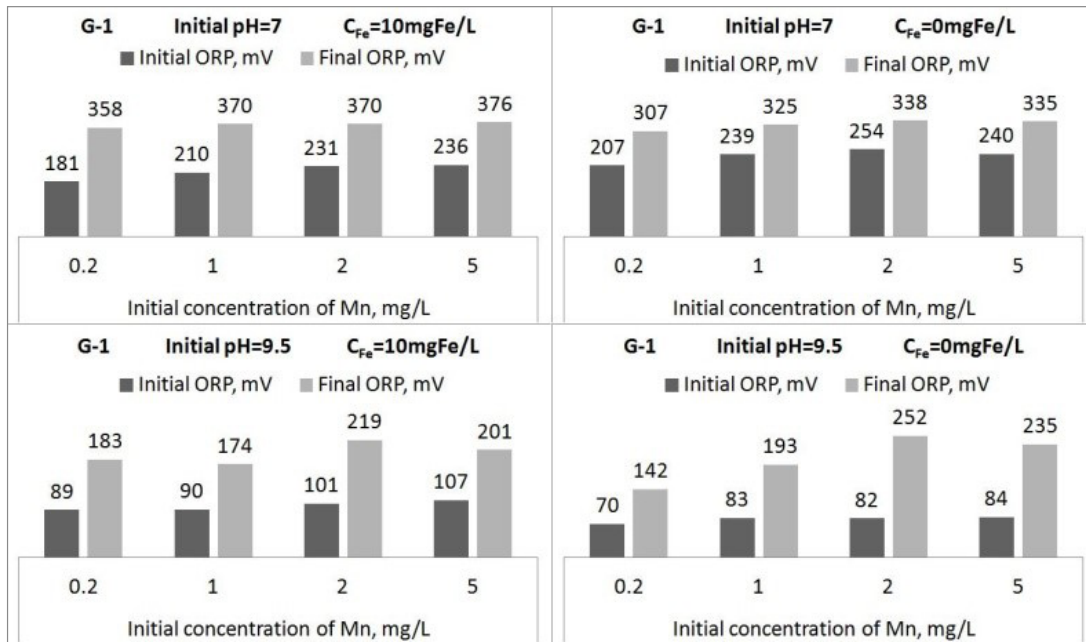 G-1 Initial pH=7 C_Fe=10mgFe/L
Initial ORP, mV Final ORP, mV
181 358 210 370 231 370 236 376
0.2 1 2 5
Initial concentration of Mn, mg/L
G-1 Initial pH=7 C_Fe=0mgFe/L
Initial ORP, mV Final ORP, mV
207 307 239 325 254 338 240 335
0.2 1 2 5
Initial concentration of Mn, mg/L
G-1 Initial pH=9.5 C_Fe=10mgFe/L
Initial ORP, mV Final ORP, mV
89 183 90 174 101 219 107 201
0.2 1 2 5
Initial concentration of Mn, mg/L
G-1 Initial pH=9.5 C_Fe=0mgFe/L
Initial ORP, mV Final ORP, mV
70 142 83 193 82 252 84 235
0.2 1 2 5
Initial concentration of Mn, mg/L